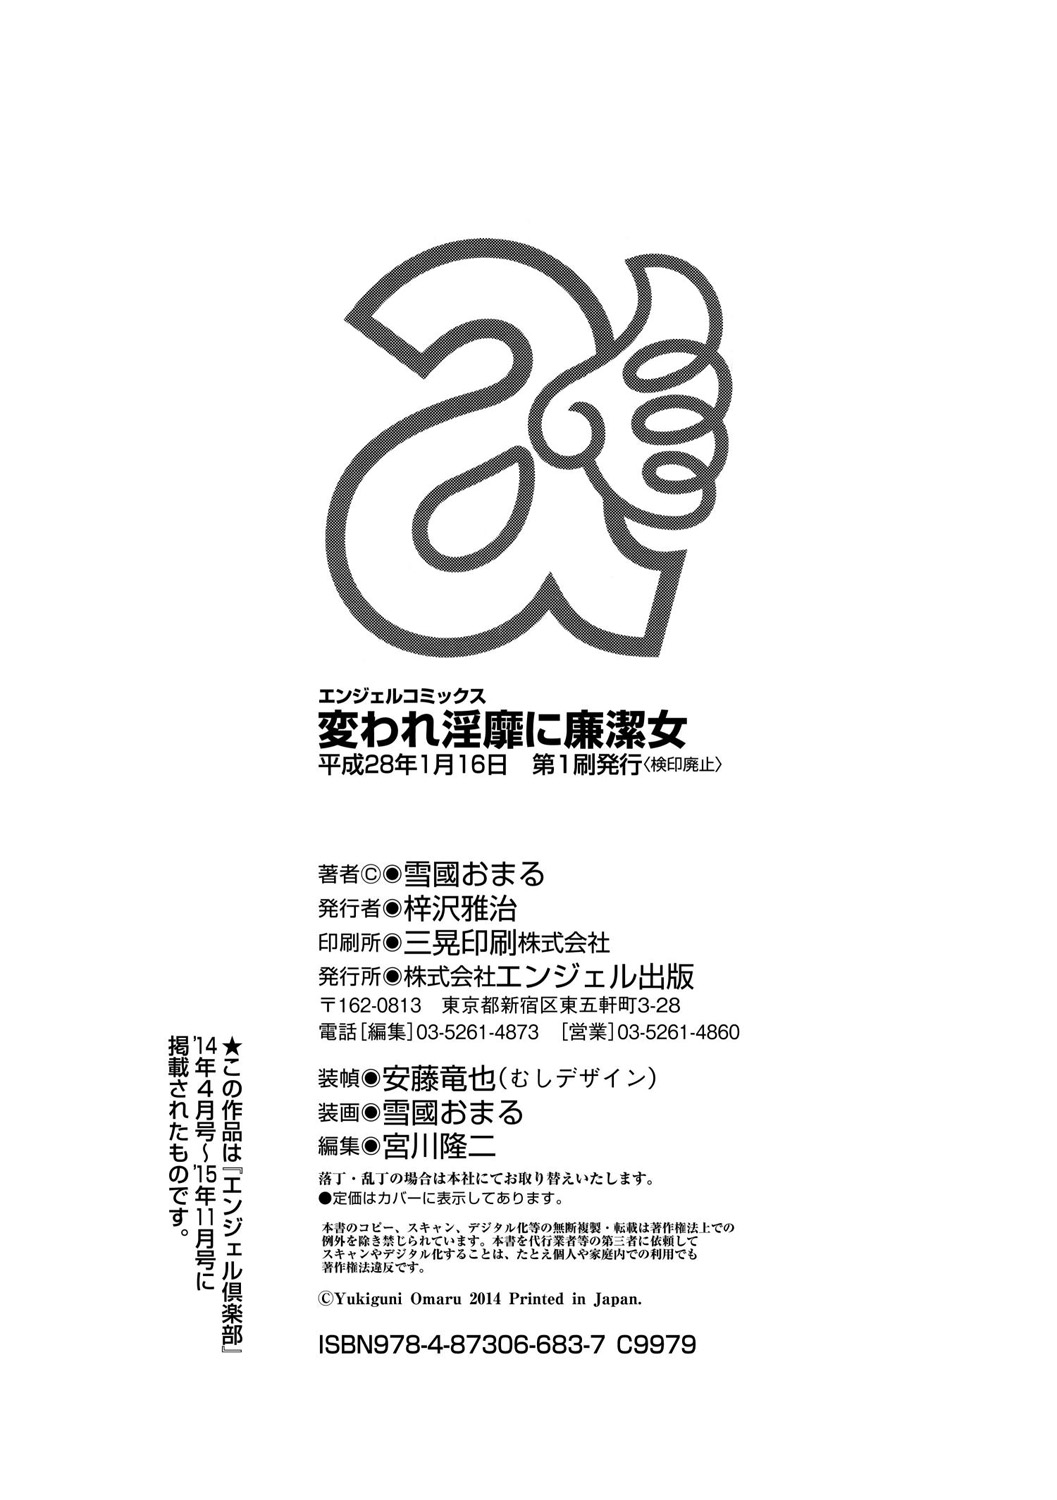 エンジェルコミックス
変われ淫靡に廉潔女
平成28年1月16日　第1刷発行〈検印廃止〉
著者©●雪國おまる
発行者●梓沢雅治
印刷所●三晃印刷株式会社
発行所●株式会社エンジェル出版
〒162-0813　東京都新宿区東五軒町3-28
電話［編集］03-5261-4873　［営業］03-5261-4860
装幀●安藤竜也（むしデザイン）
装画●雪國おまる
編集●宮川隆二
落丁・乱丁の場合は本社にてお取り替えいたします。
●定価はカバーに表示してあります。
本書のコピー、スキャン、デジタル化等の無断複製・転載は著作権法上での
例外を除き禁じられています。本書を代行業者等の第三者に依頼して
スキャンやデジタル化することは、たとえ個人や家庭内での利用でも
著作権法違反です。
©Yukiguni Omaru 2014 Printed in Japan.
ISBN978-4-87306-683-7 C9979
★この作品は『エンジェル倶楽部』
'14年4月号〜'15年11月号に
掲載されたものです。